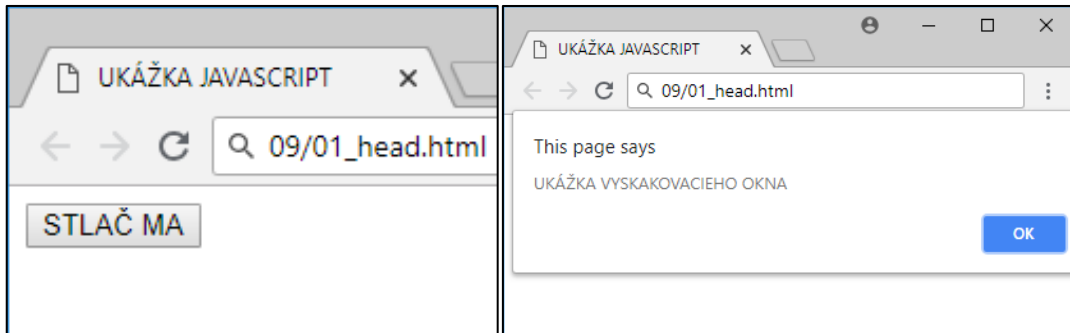 UKÁŽKA JAVASCRIPT
09/01_head.html
STLAČ MA
UKÁŽKA JAVASCRIPT
09/01_head.html
This page says
UKÁŽKA VYSKAKOVACIEHO OKNA
OK